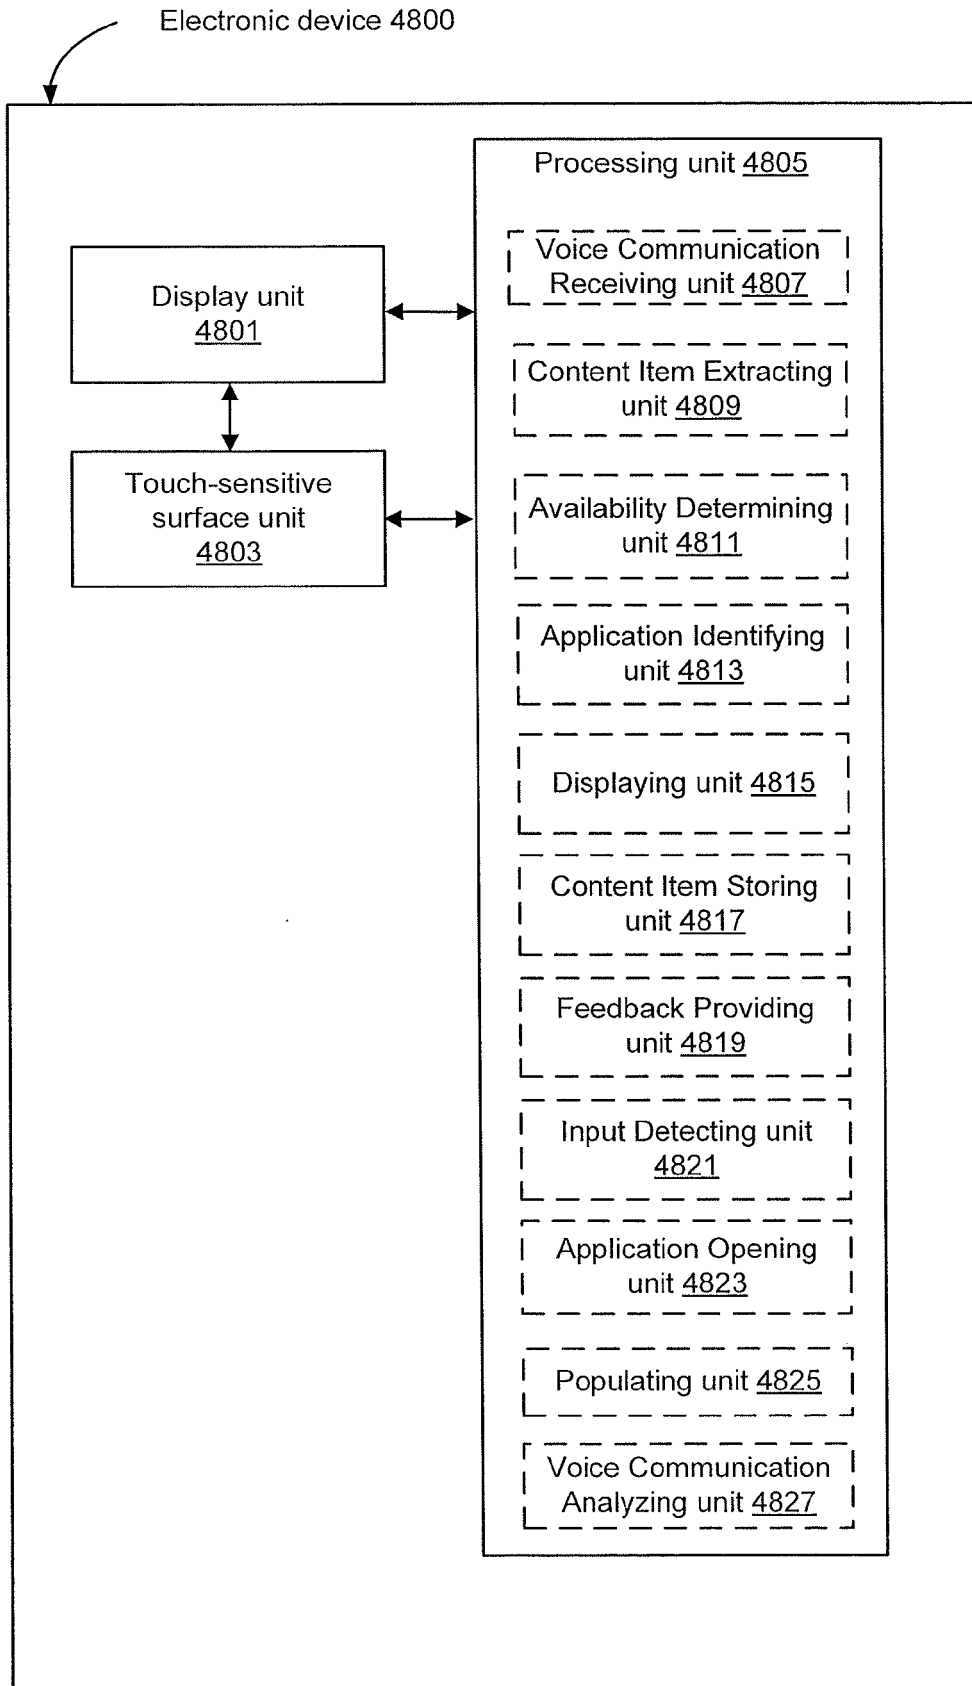 Electronic device 4800
Processing unit 4805
Voice Communication
Receiving unit 4807
Display unit
4801
Content Item Extracting
unit 4809
Touch-sensitive
surface unit
4803
Availability Determining
unit 4811
Application Identifying
unit 4813
Displaying unit 4815
Content Item Storing
unit 4817
Feedback Providing
unit 4819
Input Detecting unit
4821
Application Opening
unit 4823
Populating unit 4825
Voice Communication
Analyzing unit 4827